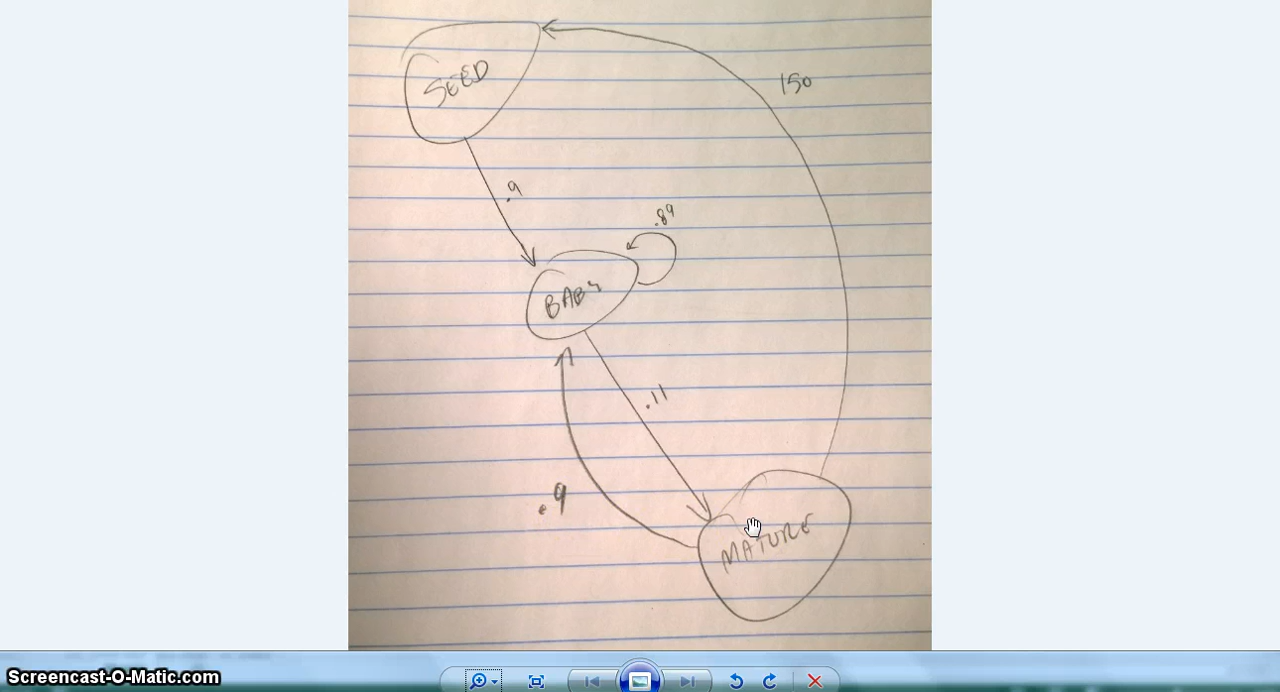 SEED
150
.9
.89
BABY
.11
.9
MATURE
Screencast-O-Matic.com